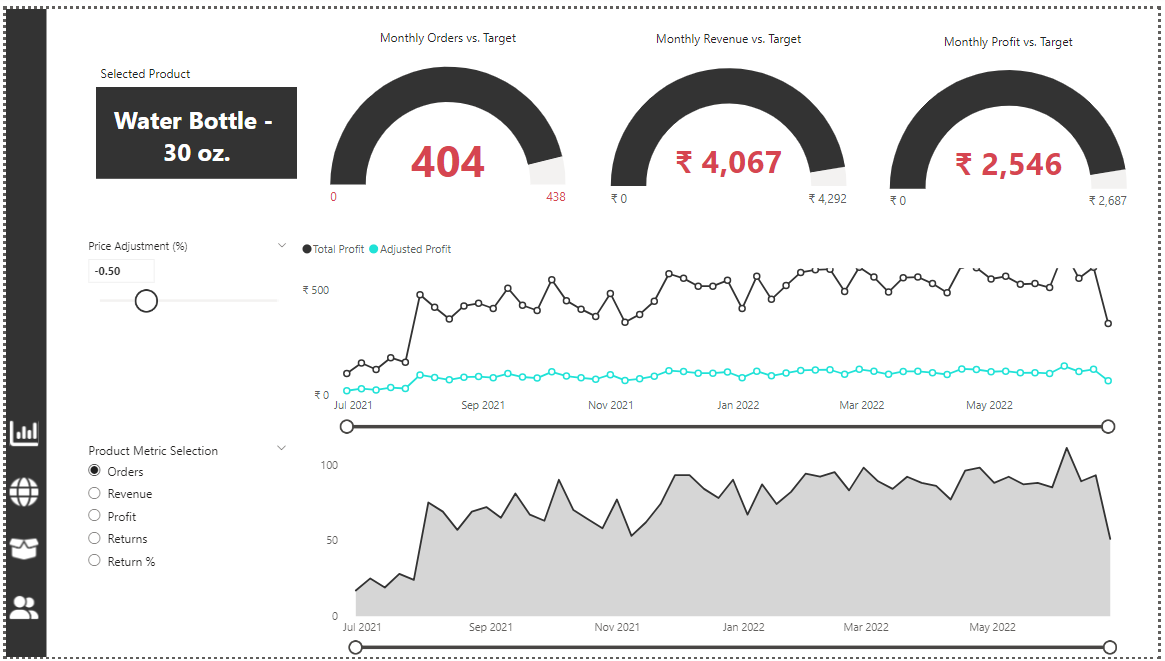 Monthly Orders vs. Target
Monthly Revenue vs. Target
Monthly Profit vs. Target
Selected Product
Water Bottle -
30 oz.
404
0
438
₹ 4,067
₹ 0
₹ 4,292
₹ 2,546
₹ 0
₹ 2,687
Price Adjustment (%)
-0.50
Total Profit
Adjusted Profit
₹ 500
₹ 0
Jul 2021
Sep 2021
Nov 2021
Jan 2022
Mar 2022
May 2022
Product Metric Selection
Orders
Revenue
Profit
Returns
Return %
100
50
0
Jul 2021
Sep 2021
Nov 2021
Jan 2022
Mar 2022
May 2022